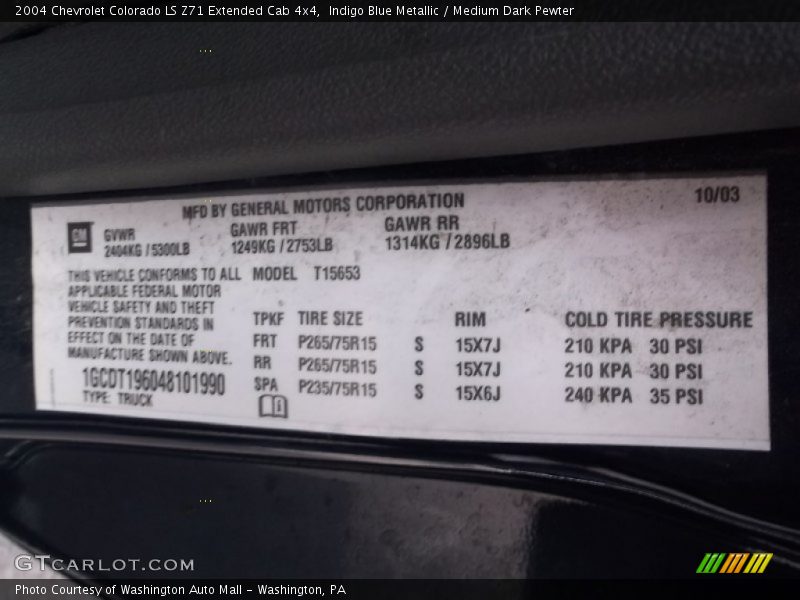 2004 Chevrolet Colorado LS Z71 Extended Cab 4x4,  Indigo Blue Metallic / Medium Dark Pewter
MFD BY GENERAL MOTORS CORPORATION 10/03
GM GVWR GAWR FRT GAWR RR
2404KG / 5300LB 1249KG / 2753LB 1314KG / 2896LB
THIS VEHICLE CONFORMS TO ALL MODEL T15653
APPLICABLE FEDERAL MOTOR
VEHICLE SAFETY AND THEFT
PREVENTION STANDARDS IN
EFFECT ON THE DATE OF
MANUFACTURE SHOWN ABOVE.
TPKF TIRE SIZE RIM COLD TIRE PRESSURE
FRT P265/75R15 S 15X7J 210 KPA 30 PSI
RR P265/75R15 S 15X7J 210 KPA 30 PSI
SPA P235/75R15 S 15X6J 240 KPA 35 PSI
1GCDT196048101990
TYPE: TRUCK
GTCARLOT.COM
Photo Courtesy of Washington Auto Mall - Washington, PA